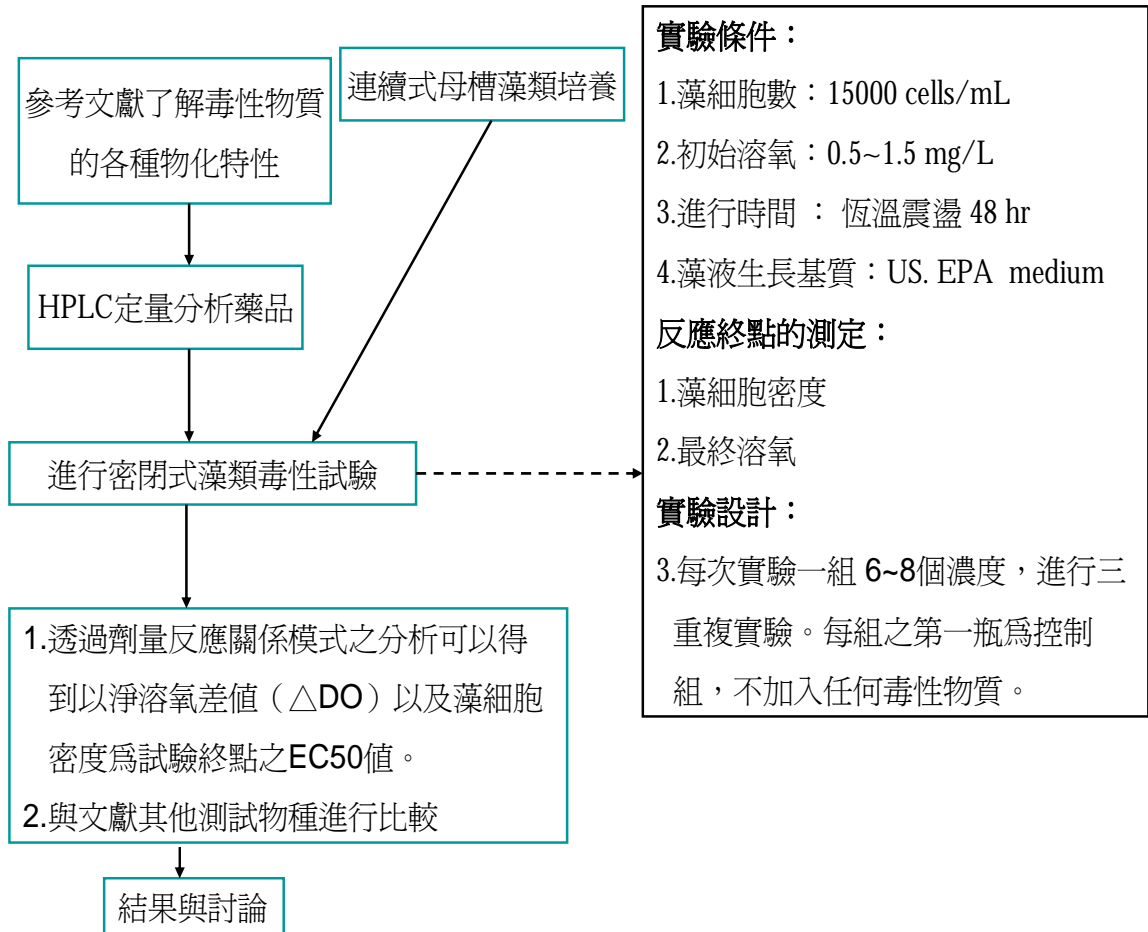 參考文獻了解毒性物質
的各種物化特性
連續式母槽藻類培養
HPLC定量分析藥品
進行密閉式藻類毒性試驗
1.透過劑量反應關係模式之分析可以得
到以淨溶氧差值（△DO）以及藻細胞
密度爲試驗終點之EC50值。
2.與文獻其他測試物種進行比較
結果與討論
實驗條件：
1.藻細胞數：15000 cells/mL
2.初始溶氧：0.5~1.5 mg/L
3.進行時間 ： 恆溫震盪 48 hr
4.藻液生長基質：US. EPA medium
反應終點的測定：
1.藻細胞密度
2.最終溶氧
實驗設計：
3.每次實驗一組 6~8個濃度，進行三
重複實驗。每組之第一瓶爲控制
組，不加入任何毒性物質。